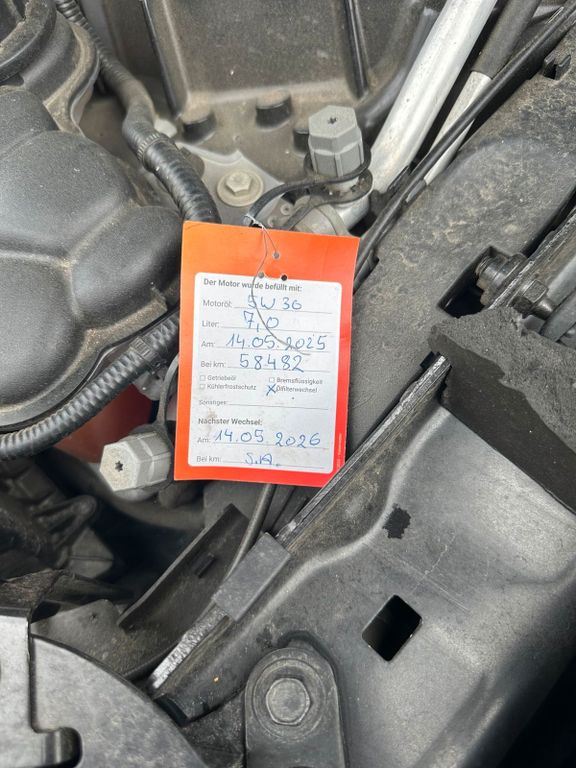 Der Motor wurde befüllt mit:
Motoröl: 5W30
Liter: 7,0
Am: 14.05.2025
Bei km: 58482
☐ Getriebeöl ☐ Bremsflüssigkeit
☐ Kühlerfrostschutz ☒ Ölfilterwechsel
Sonstiges:
Nächster Wechsel:
Am: 14.05.2026
Bei km: S.A.